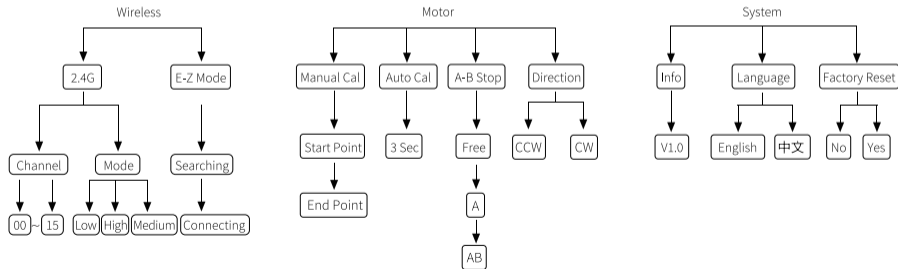 Wireless Motor System
2.4G E-Z Mode Manual Cal Auto Cal A-B Stop Direction Info Language Factory Reset
Start Point 3 Sec Free CCW CW V1.0 English 中文 No Yes
Channel Mode Searching
End Point A
00 ~ 15 Low High Medium Connecting
AB